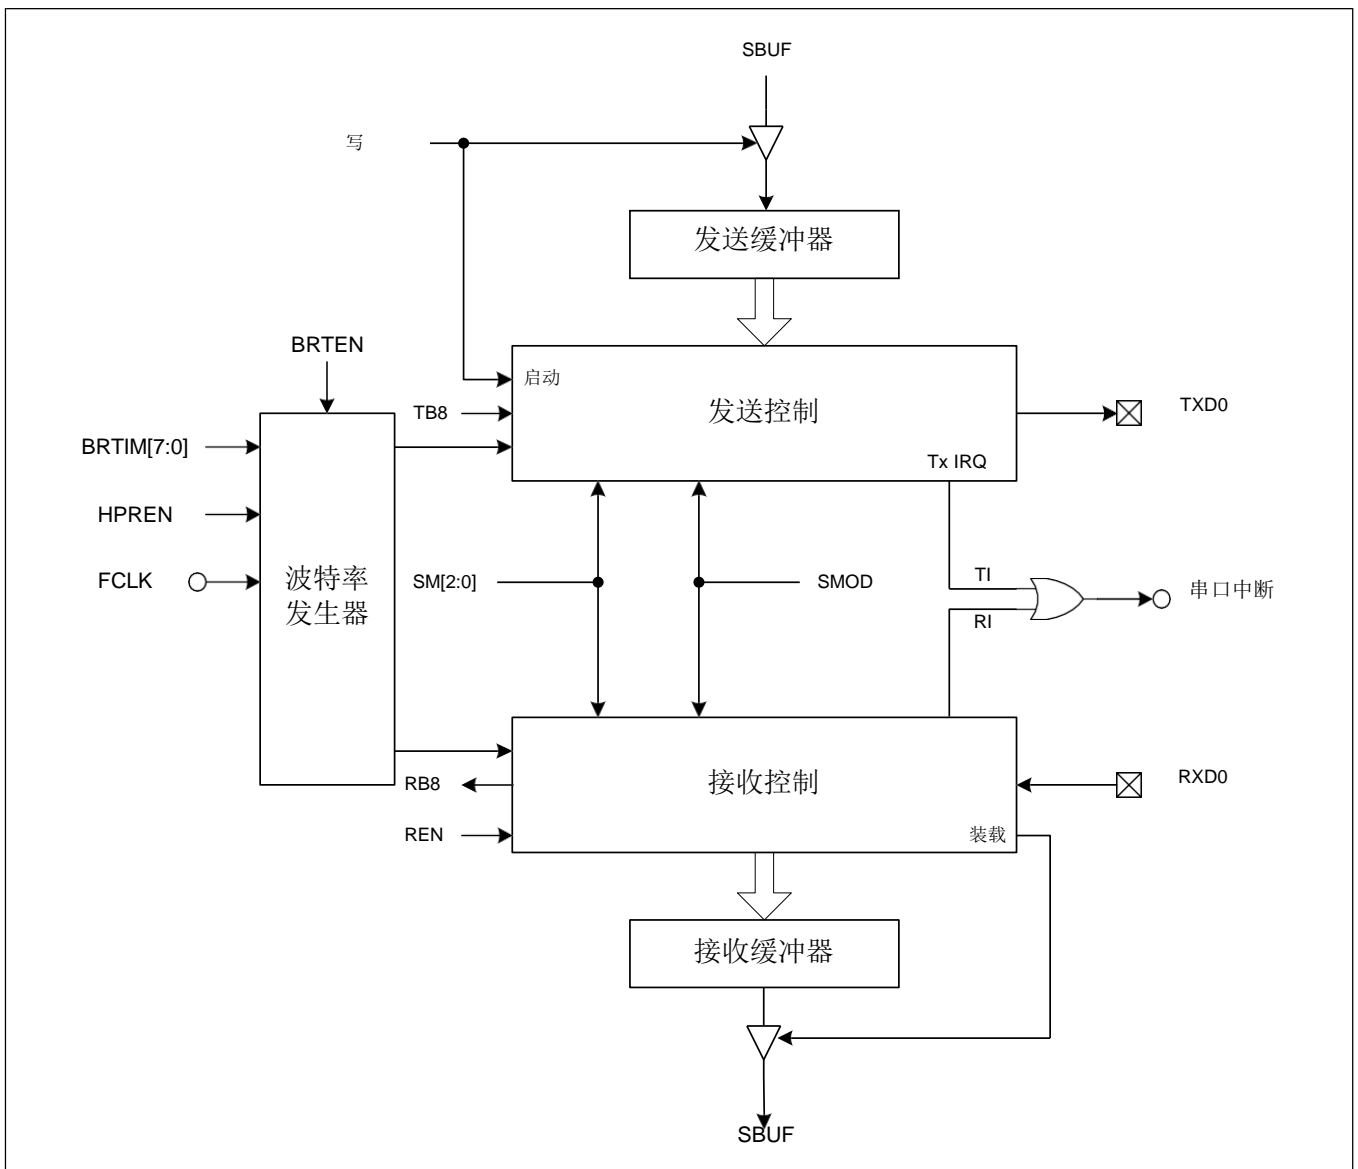 SBUF
写
发送缓冲器
BRTEN
启动
TB8
发送控制
TXD0
BRTIM[7:0]
Tx IRQ
HPREN
FCLK
波特率
发生器
SM[2:0]
SMOD
TI
串口中断
RI
RB8
接收控制
RXD0
REN
装载
接收缓冲器
SBUF